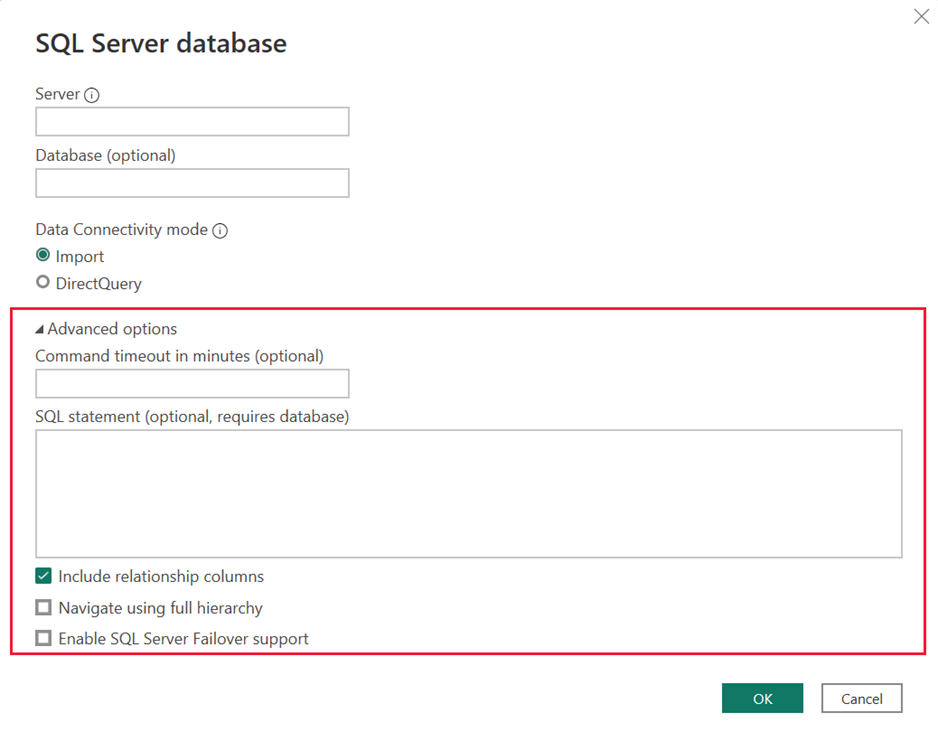 SQL Server database
Server
Database (optional)
Data Connectivity mode
Import
DirectQuery
Advanced options
Command timeout in minutes (optional)
SQL statement (optional, requires database)
Include relationship columns
Navigate using full hierarchy
Enable SQL Server Failover support
OK Cancel